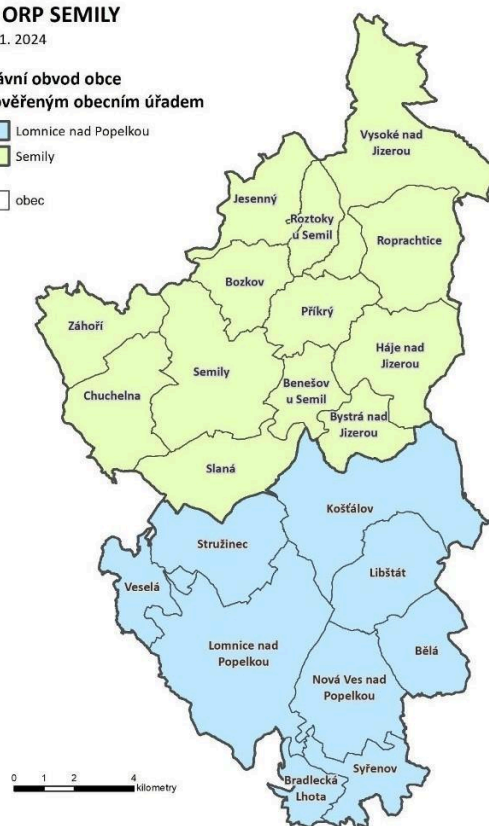 ORP SEMILY
1. 2024
ávní obvod obce
ověřeným obecním úřadem
Lomnice nad Popelkou
Semily
obec
Vysoké nad
Jizerou
Jesenný
Roztoky
u Semil
Roprachtice
Bozkov
Příkrý
Záhoří
Háje nad
Jizerou
Semily
Benešov
u Semil
Chuchelna
Bystrá nad
Jizerou
Slaná
Košťálov
Stružinec
Libštát
Veselá
Lomnice nad
Popelkou
Bělá
Nová Ves nad
Popelkou
Syřenov
Bradlecká
Lhota
0 1 2 4
kilometry